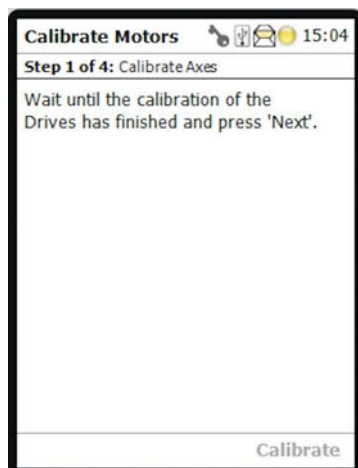 Calibrate Motors 15:04
Step 1 of 4: Calibrate Axes
Wait until the calibration of the
Drives has finished and press 'Next'.
Calibrate